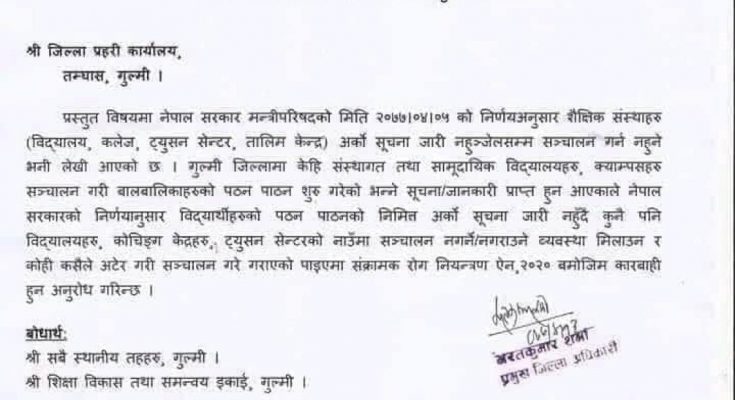 श्री जिल्ला प्रहरी कार्यालय,
तम्घास, गुल्मी ।
प्रस्तुत विषयमा नेपाल सरकार मन्त्रीपरिषदको मिति २०७७।०४।०५ को निर्णयअनुसार शैक्षिक संस्थाहरु
(विद्यालय, कलेज, ट्युसन सेन्टर, तालिम केन्द्र) अर्को सूचना जारी नहुञ्जेलसम्म सञ्चालन गर्न नहुने
भनी लेखी आएको छ । गुल्मी जिल्लामा केहि संस्थागत तथा सामूदायिक विद्यालयहरु, क्याम्पसहरु
सञ्चालन गरी बालबालिकाहरुको पठन पाठन शुरु गरेको भन्ने सूचना/जानकारी प्राप्त हुन आएकाले नेपाल
सरकारको निर्णयानुसार विद्यार्थीहरुको पठन पाठनको निमित्त अर्को सूचना जारी नहुँदै कुनै पनि
विद्यालयहरु, कोचिङ्ग केद्रहरु, ट्युसन सेन्टरको नाउँमा सञ्चालन नगर्ने/नगराउने व्यवस्था मिलाउन र
कोही कसैले अटेर गरी सञ्चालन गरे गराएको पाइएमा संक्रामक रोग नियन्त्रण ऐन,२०२० बमोजिम कारबाही
हुन अनुरोध गरिन्छ ।
बोधार्थ:
श्री सबै स्थानीय तहहरु, गुल्मी ।
श्री शिक्षा विकास तथा समन्वय इकाई, गुल्मी ।
भरतकुमार शर्मा
प्रमुख जिल्ला अधिकारी